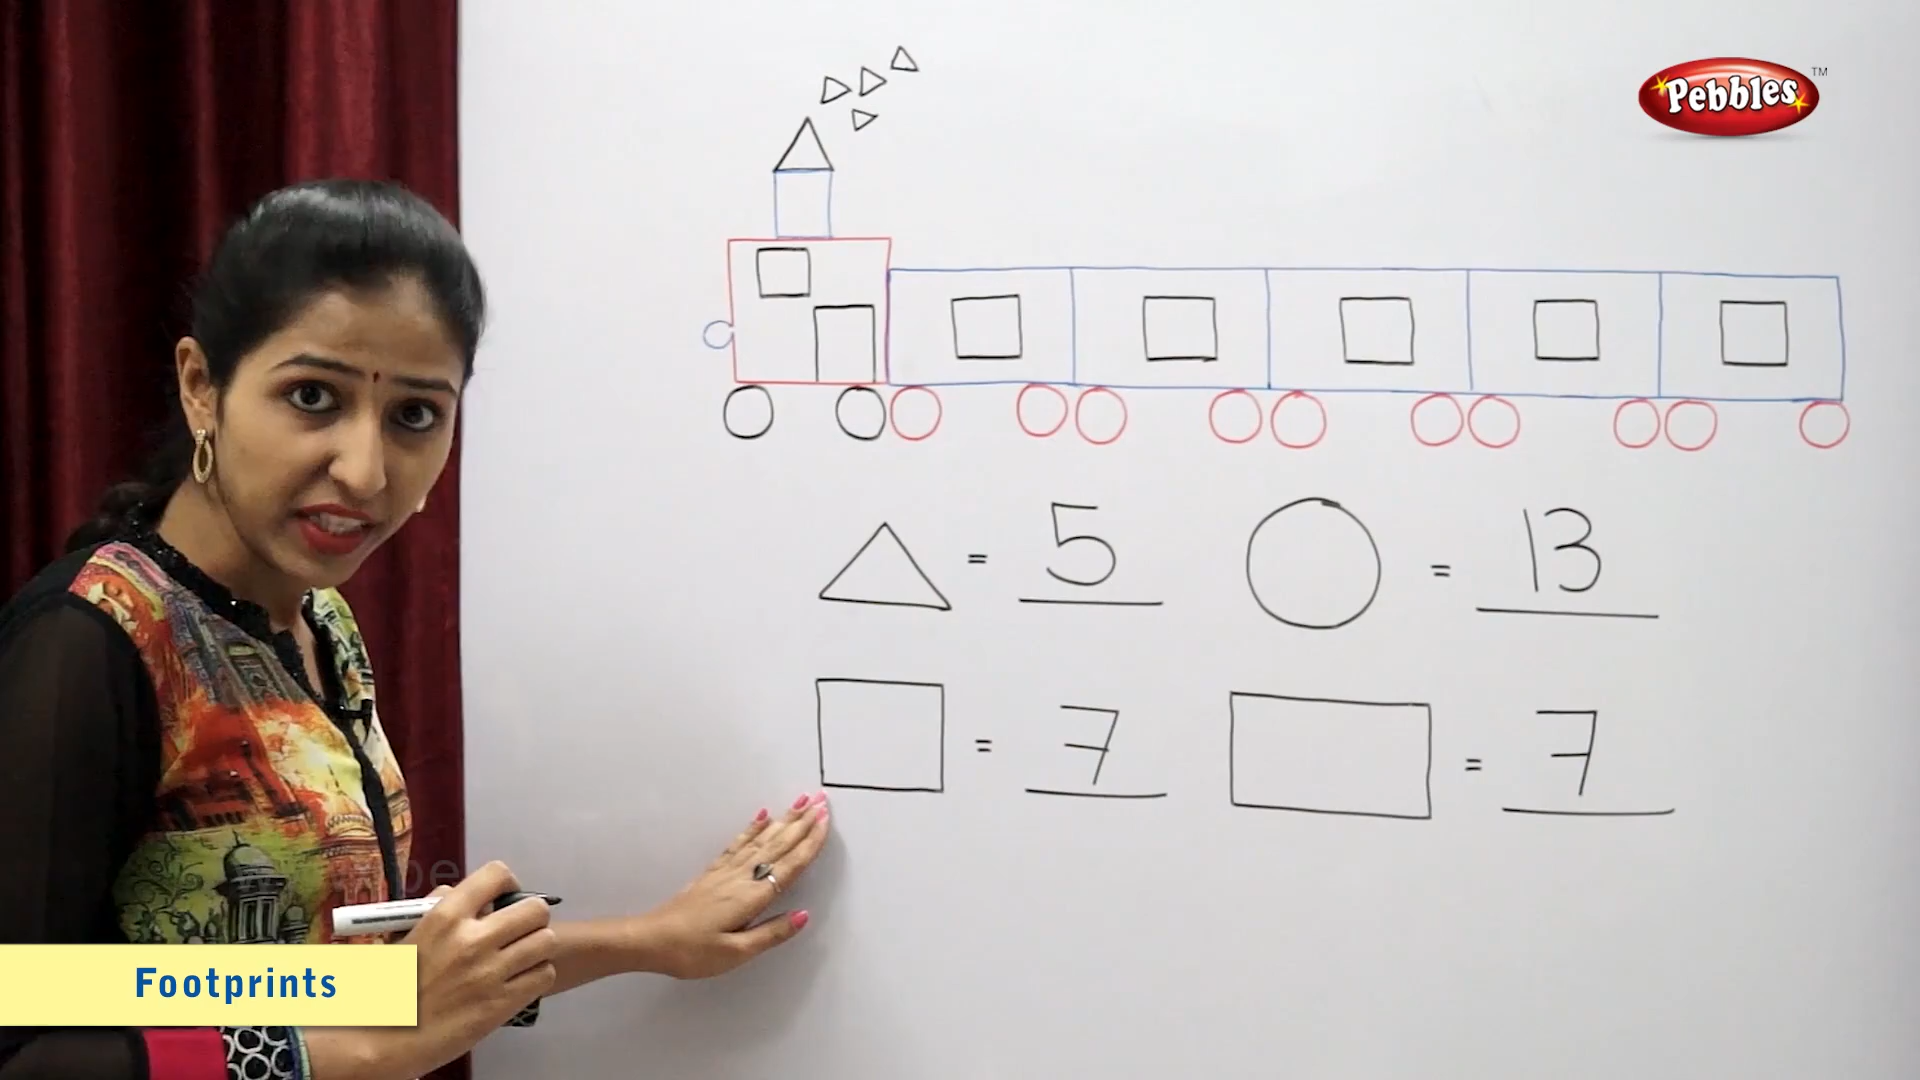 Pebbles TM
= 5 = 13
= 7 = 7
Footprints